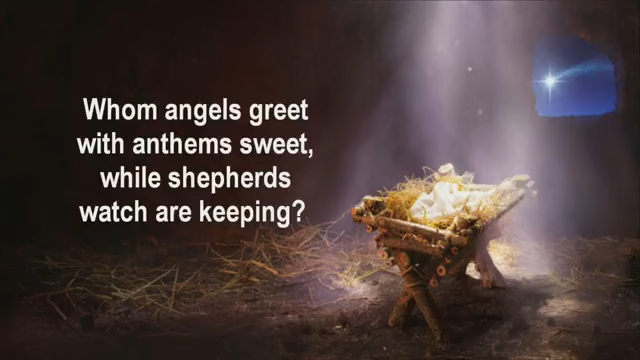 Whom angels greet
with anthems sweet,
while shepherds
watch are keeping?